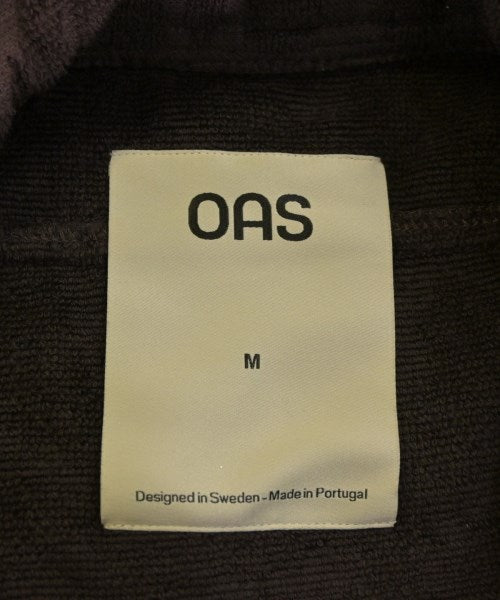 OAS
M
Designed in Sweden - Made in Portugal